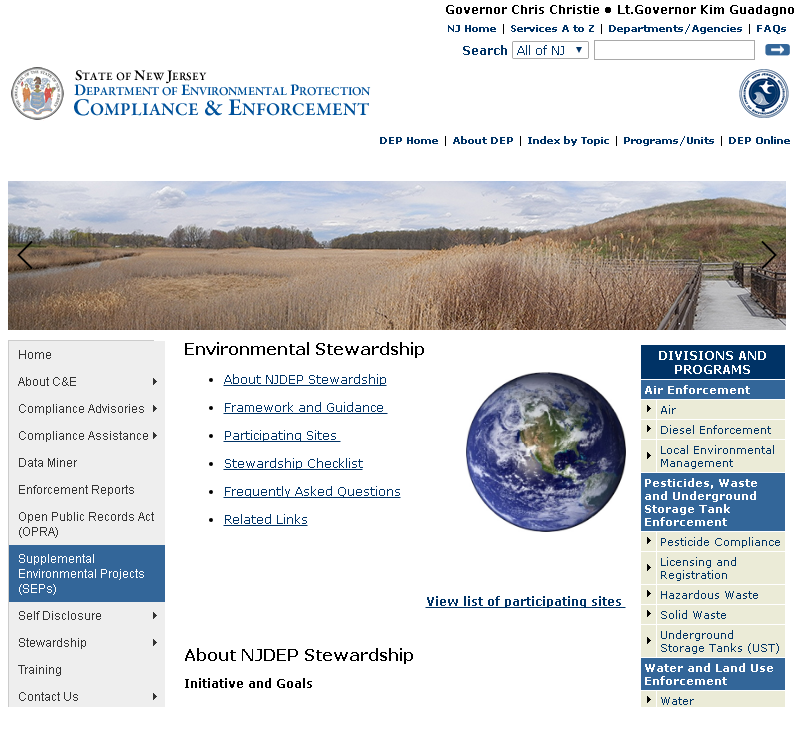 Governor Chris Christie ● Lt.Governor Kim Guadagno
NJ Home | Services A to Z | Departments/Agencies | FAQs
Search All of NJ
STATE OF NEW JERSEY
DEPARTMENT OF ENVIRONMENTAL PROTECTION
COMPLIANCE & ENFORCEMENT
DEP Home | About DEP | Index by Topic | Programs/Units | DEP Online
Home
About C&E
Compliance Advisories
Compliance Assistance
Data Miner
Enforcement Reports
Open Public Records Act
(OPRA)
Supplemental
Environmental Projects
(SEPs)
Self Disclosure
Stewardship
Training
Contact Us
Environmental Stewardship
• About NJDEP Stewardship
• Framework and Guidance
• Participating Sites
• Stewardship Checklist
• Frequently Asked Questions
• Related Links
View list of participating sites
About NJDEP Stewardship
Initiative and Goals
DIVISIONS AND
PROGRAMS
Air Enforcement
Air
Diesel Enforcement
Local Environmental
Management
Pesticides, Waste
and Underground
Storage Tank
Enforcement
Pesticide Compliance
Licensing and
Registration
Hazardous Waste
Solid Waste
Underground
Storage Tanks (UST)
Water and Land Use
Enforcement
Water